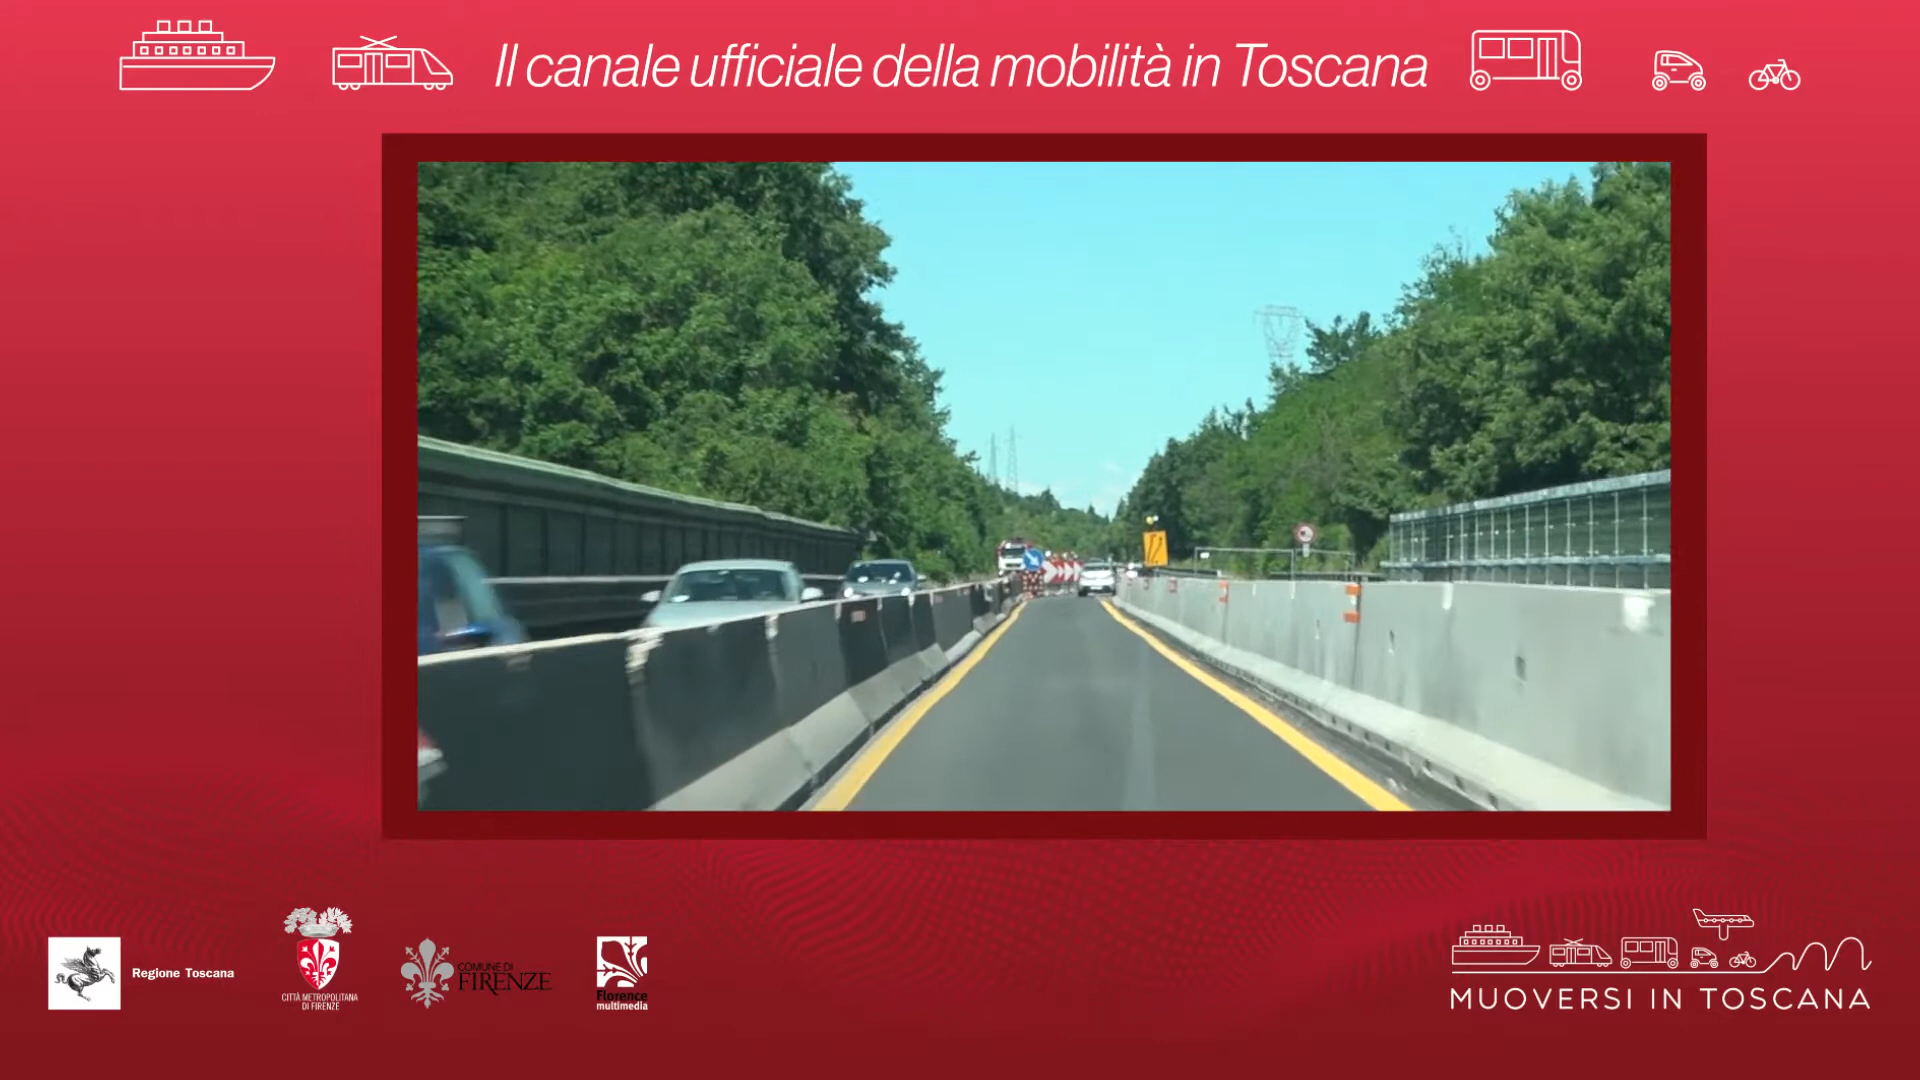 Il canale ufficiale della mobilità in Toscana
Regione Toscana
CITTÀ METROPOLITANA
DI FIRENZE
COMUNE DI
FIRENZE
Florence
multimedia
MUOVERSI IN TOSCANA